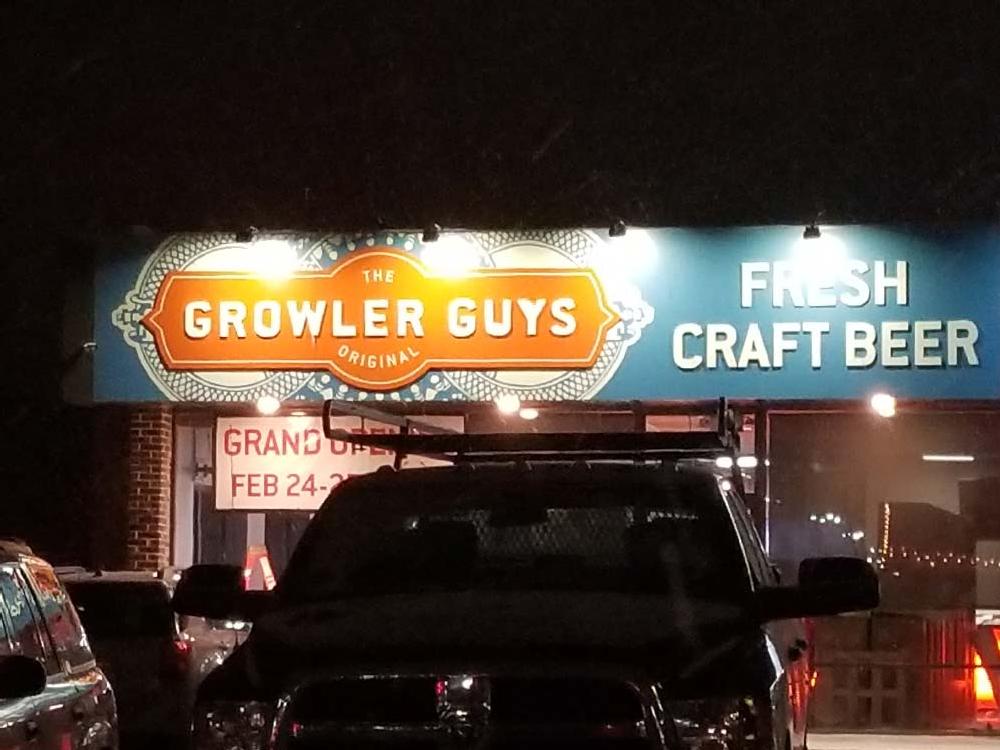 THE
GROWLER GUYS
ORIGINAL
FRESH
CRAFT BEER
GRAND
FEB 24-